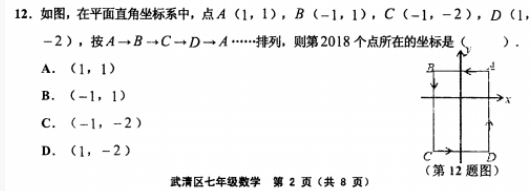 12. 如图，在平面直角坐标系中，点A（1，1），B（-1，1），C（-1，-2），D（1，
-2），按A→B→C→D→A……排列，则第2018个点所在的坐标是（  ）.
A. （1，1）
B. （-1，1）
C. （-1，-2）
D. （1，-2）
y
B
A
x
C
D
（第12题图）
武清区七年级数学 第 2 页（共 8 页）